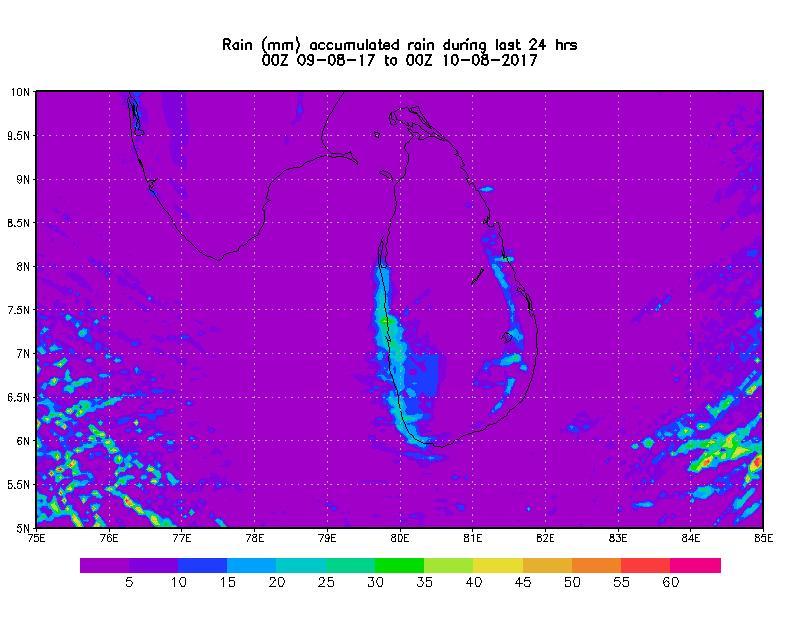 Rain (mm) accumulated rain during last 24 hrs
00Z 09-08-17 to 00Z 10-08-2017
10N
9.5N
9N
8.5N
8N
7.5N
7N
6.5N
6N
5.5N
5N
75E 76E 77E 78E 79E 80E 81E 82E 83E 84E 85E
5 10 15 20 25 30 35 40 45 50 55 60